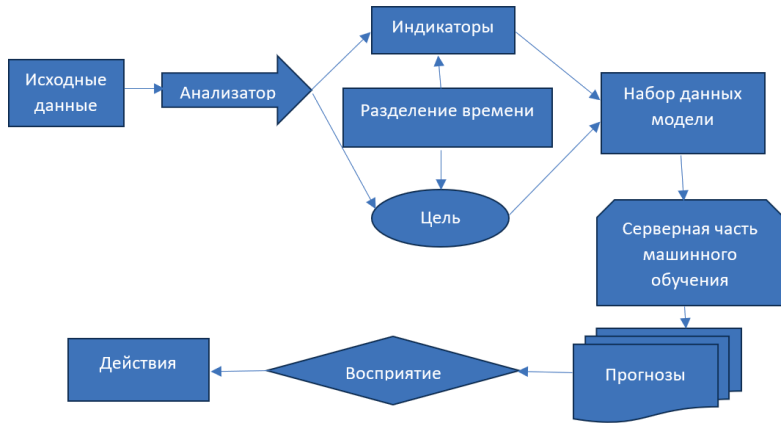 Исходные
данные
Анализатор
Индикаторы
Разделение времени
Цель
Набор данных
модели
Серверная часть
машинного
обучения
Прогнозы
Восприятие
Действия